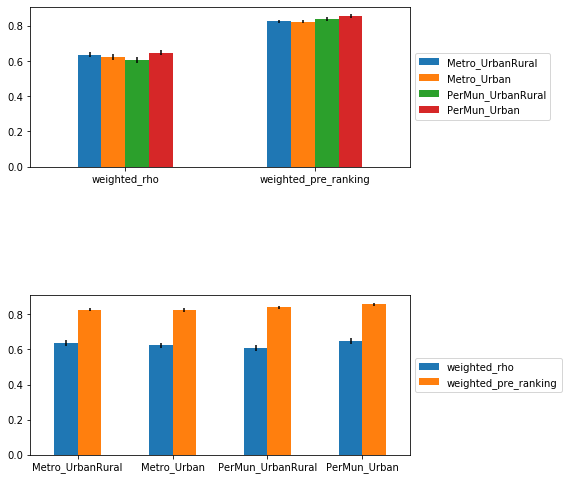 0.8
0.6
0.4
0.2
0.0
weighted_rho
weighted_pre_ranking
Metro_UrbanRural
Metro_Urban
PerMun_UrbanRural
PerMun_Urban
0.8
0.6
0.4
0.2
0.0
Metro_UrbanRural
Metro_Urban
PerMun_UrbanRural
PerMun_Urban
weighted_rho
weighted_pre_ranking